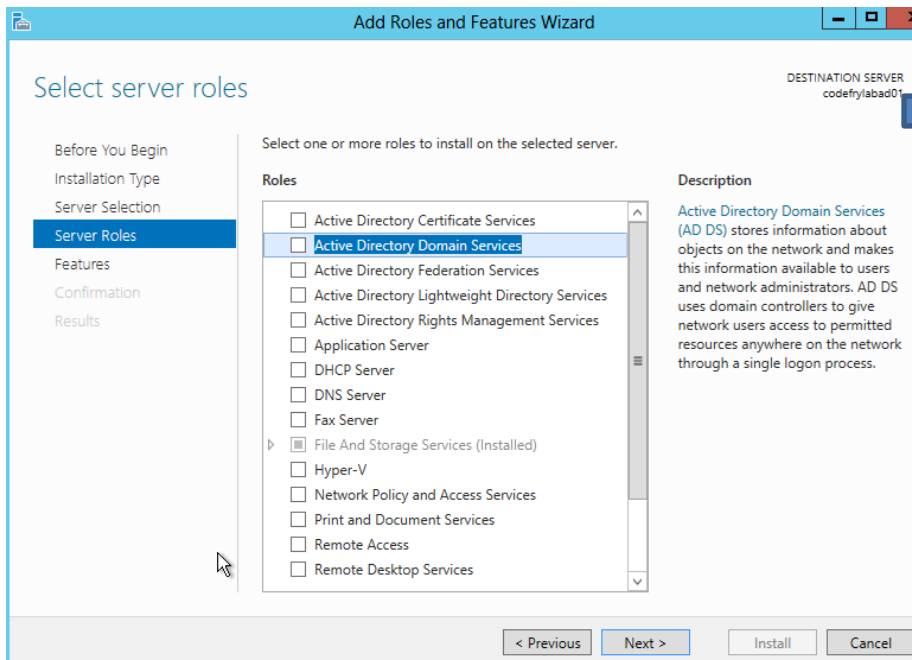 Add Roles and Features Wizard
Select server roles
DESTINATION SERVER
codefrylabad01
Before You Begin
Installation Type
Server Selection
Server Roles
Features
Confirmation
Results
Select one or more roles to install on the selected server.
Roles
Active Directory Certificate Services
Active Directory Domain Services
Active Directory Federation Services
Active Directory Lightweight Directory Services
Active Directory Rights Management Services
Application Server
DHCP Server
DNS Server
Fax Server
File And Storage Services (Installed)
Hyper-V
Network Policy and Access Services
Print and Document Services
Remote Access
Remote Desktop Services
Description
Active Directory Domain Services
(AD DS) stores information about
objects on the network and makes
this information available to users
and network administrators. AD DS
uses domain controllers to give
network users access to permitted
resources anywhere on the network
through a single logon process.
< Previous
Next >
Install
Cancel